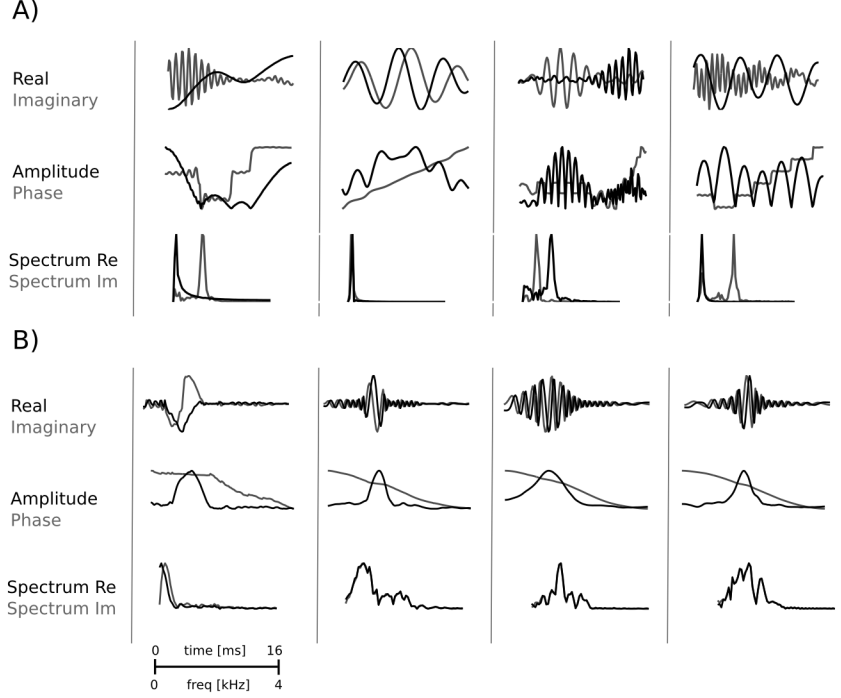 A)
Real
Imaginary
Amplitude
Phase
Spectrum Re
Spectrum Im
B)
Real
Imaginary
Amplitude
Phase
Spectrum Re
Spectrum Im
0 time [ms] 16
0 freq [kHz] 4